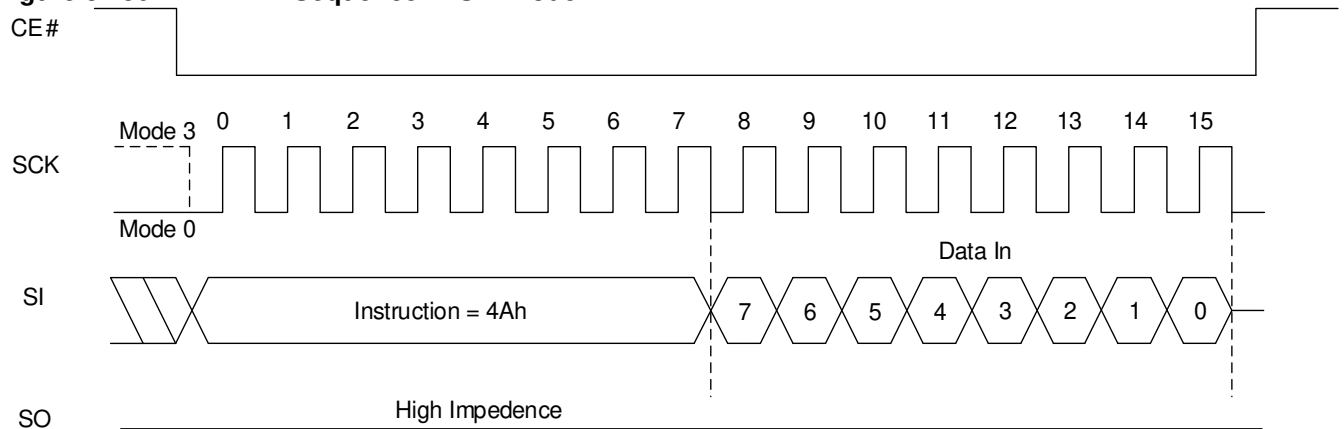 CE#
Mode 3
0 1 2 3 4 5 6 7 8 9 10 11 12 13 14 15
SCK
Mode 0
Data In
SI
Instruction = 4Ah
7 6 5 4 3 2 1 0
High Impedence
SO